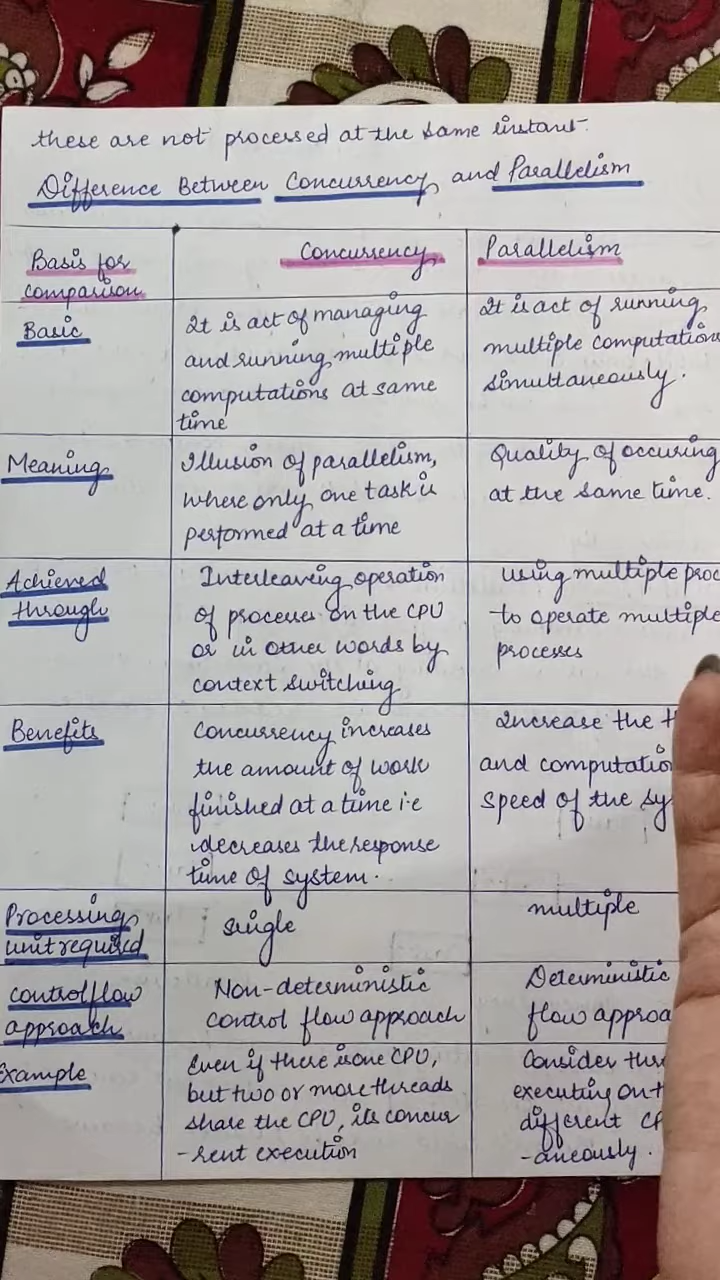 these are not processed at the same instant.
Difference Between Concurrency and Parallelism
Basis for
comparison
Concurrency
Parallelism
Basic
It is act of managing
and running multiple
computations at same
time
It is act of running
multiple computations
simultaneously.
Meaning
Illusion of parallelism,
where only one task is
performed at a time
Quality of occuring
at the same time.
Achieved
through
Interleaving operation
of processes on the CPU
or in other words by
context switching
using multiple
to operate multiple
processes
Benefits
Concurrency increases
the amount of work
finished at a time i.e
decreases the response
time of system.
Increase the
and
speed of the
Processing
unit required
single
multiple
control flow
approach
Non-deterministic
control flow approach
Deterministic
flow
Example
Even if there is one CPU,
but two or more threads
share the CPU, its concur
-rent execution
Consider
executing on
different
-aneously.